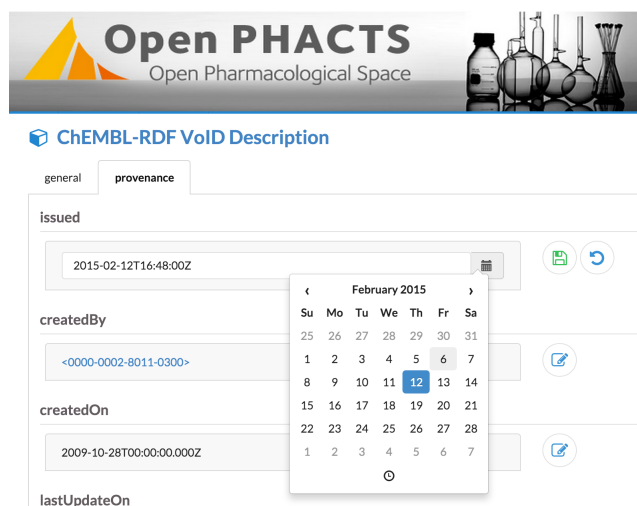 Open PHACTS
Open Pharmacological Space
ChEMBL-RDF VoID Description
general provenance
issued
2015-02-12T16:48:00Z
‹ February 2015 ›
Su Mo Tu We Th Fr Sa
25 26 27 28 29 30 31
1 2 3 4 5 6 7
8 9 10 11 12 13 14
15 16 17 18 19 20 21
22 23 24 25 26 27 28
1 2 3 4 5 6 7
createdBy
<0000-0002-8011-0300>
createdOn
2009-10-28T00:00:00.000Z
lastUpdateOn